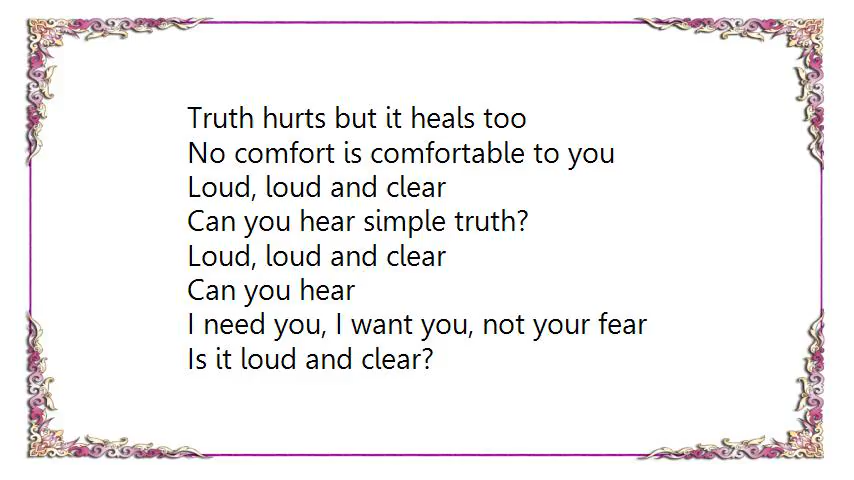 Truth hurts but it heals too
No comfort is comfortable to you
Loud, loud and clear
Can you hear simple truth?
Loud, loud and clear
Can you hear
I need you, I want you, not your fear
Is it loud and clear?